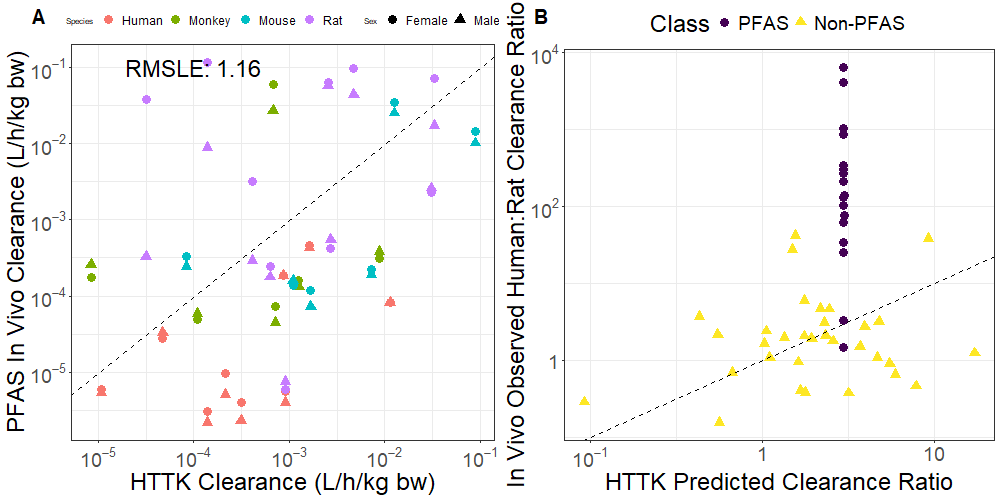 A
Species Human Monkey Mouse Rat Sex Female Male
RMSLE: 1.16
PFAS In Vivo Clearance (L/h/kg bw)
10⁻¹
10⁻²
10⁻³
10⁻⁴
10⁻⁵
10⁻⁵ 10⁻⁴ 10⁻³ 10⁻² 10⁻¹
HTTK Clearance (L/h/kg bw)
B
Class PFAS Non-PFAS
In Vivo Observed Human:Rat Clearance Ratio
10⁴
10²
1
10⁻¹ 1 10
HTTK Predicted Clearance Ratio